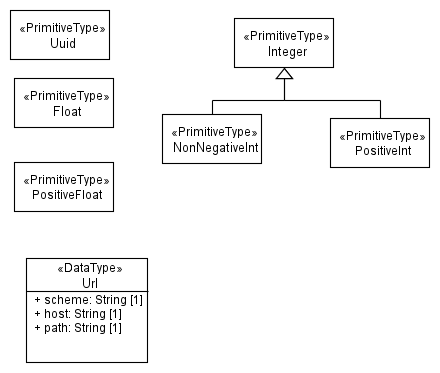 «PrimitiveType»
Uuid
«PrimitiveType»
Integer
«PrimitiveType»
Float
«PrimitiveType»
NonNegativeInt
«PrimitiveType»
PositiveInt
«PrimitiveType»
PositiveFloat
«DataType»
Url
+ scheme: String [1]
+ host: String [1]
+ path: String [1]